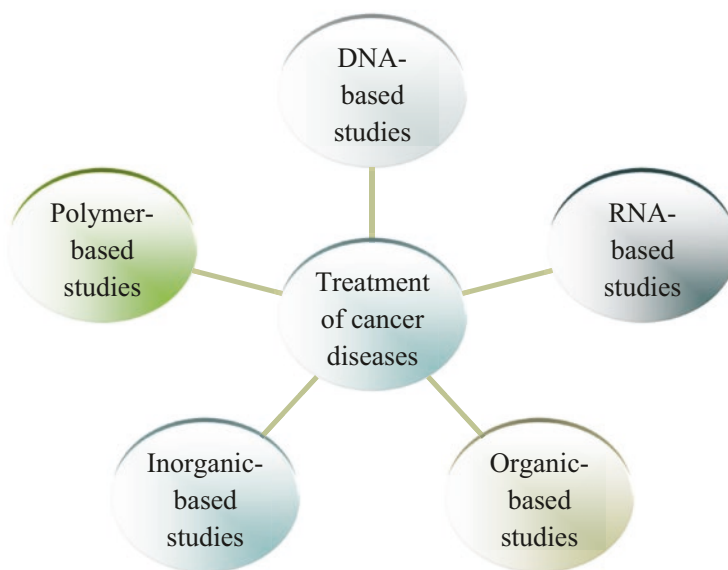 DNA-
based
studies
Polymer-
based
studies
RNA-
based
studies
Treatment
of cancer
diseases
Inorganic-
based
studies
Organic-
based
studies